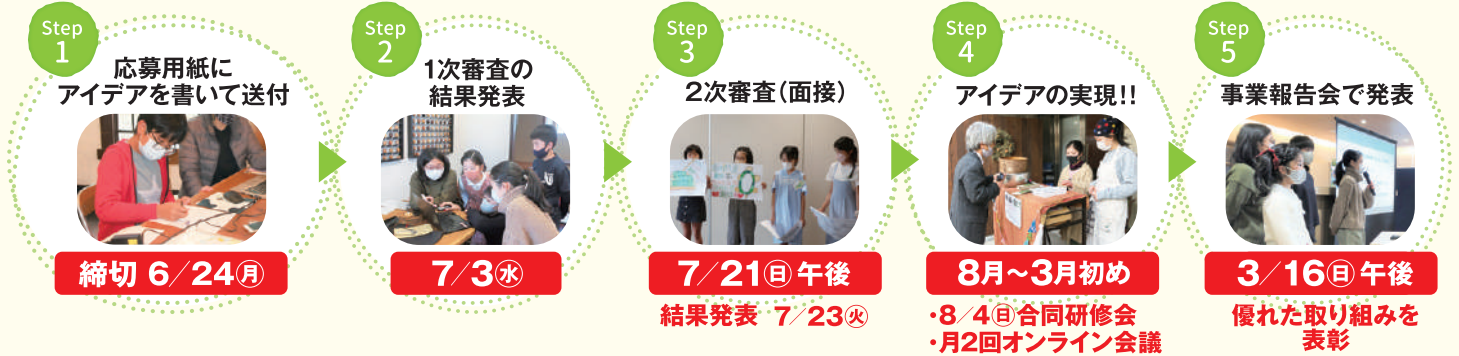 Step
1
応募用紙に
アイデアを書いて送付
締切 6/24㊊
Step
2
1次審査の
結果発表
7/3㊌
Step
3
2次審査(面接)
7/21㊐午後
結果発表 7/23㊋
Step
4
アイデアの実現!!
8月〜3月初め
・8/4㊐合同研修会
・月2回オンライン会議
Step
5
事業報告会で発表
3/16㊐午後
優れた取り組みを
表彰